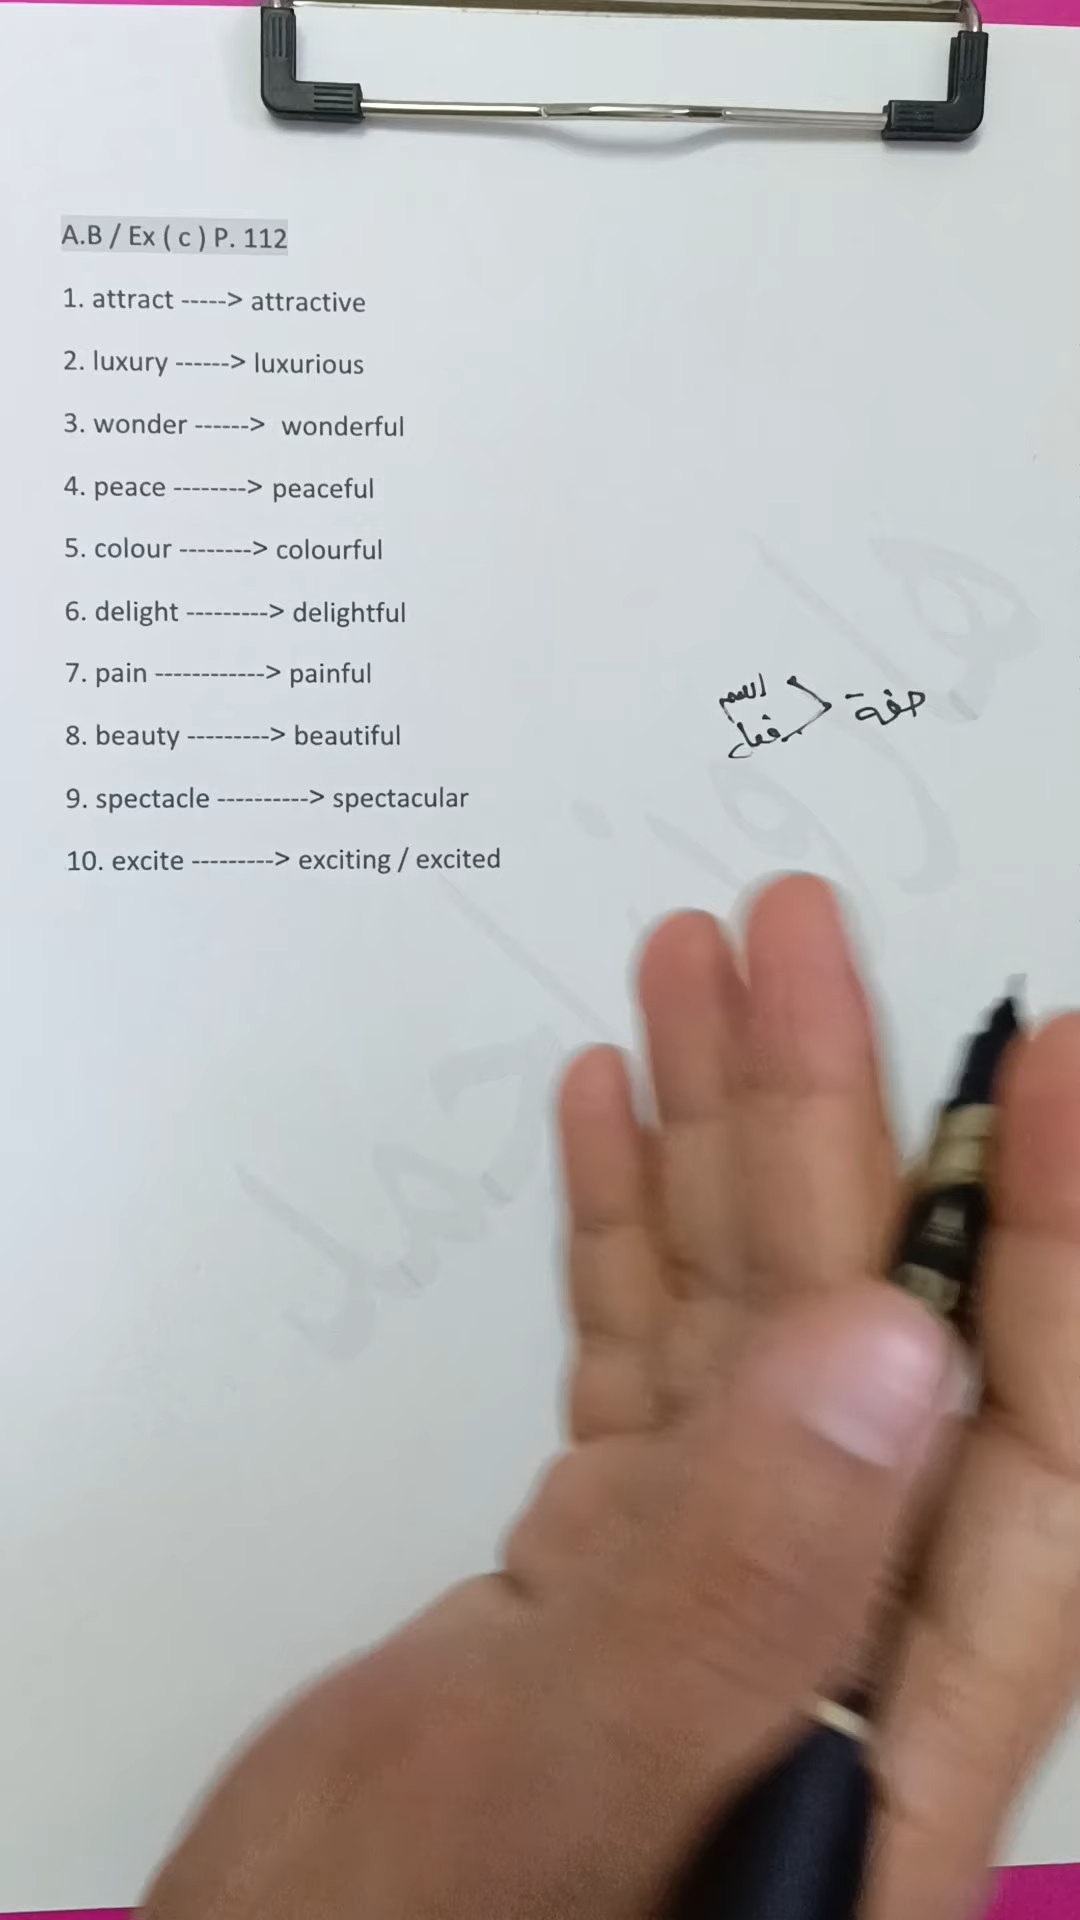 A.B / Ex ( c ) P. 112
1. attract -----> attractive
2. luxury ------> luxurious
3. wonder ------> wonderful
4. peace --------> peaceful
5. colour --------> colourful
6. delight ---------> delightful
7. pain ------------> painful
8. beauty ---------> beautiful
9. spectacle ----------> spectacular
10. excite ---------> exciting / excited
صفة
اسم
فعل